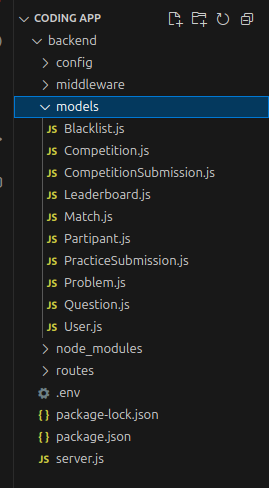 CODING APP
backend
config
middleware
models
JS Blacklist.js
JS Competition.js
JS CompetitionSubmission.js
JS Leaderboard.js
JS Match.js
JS Partipant.js
JS PracticeSubmission.js
JS Problem.js
JS Question.js
JS User.js
node_modules
routes
.env
{ } package-lock.json
{ } package.json
JS server.js